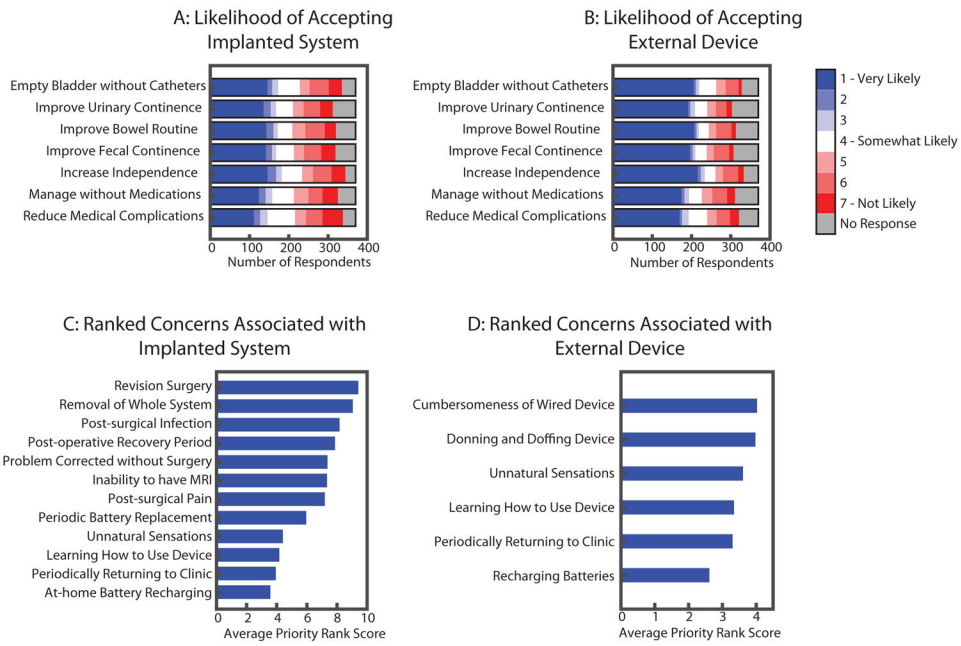 A: Likelihood of Accepting
Implanted System
Empty Bladder without Catheters
Improve Urinary Continence
Improve Bowel Routine
Improve Fecal Continence
Increase Independence
Manage without Medications
Reduce Medical Complications
0 100 200 300 400
Number of Respondents
B: Likelihood of Accepting
External Device
Empty Bladder without Catheters
Improve Urinary Continence
Improve Bowel Routine
Improve Fecal Continence
Increase Independence
Manage without Medications
Reduce Medical Complications
0 100 200 300 400
Number of Respondents
1 - Very Likely
2
3
4 - Somewhat Likely
5
6
7 - Not Likely
No Response
C: Ranked Concerns Associated with
Implanted System
Revision Surgery
Removal of Whole System
Post-surgical Infection
Post-operative Recovery Period
Problem Corrected without Surgery
Inability to have MRI
Post-surgical Pain
Periodic Battery Replacement
Unnatural Sensations
Learning How to Use Device
Periodically Returning to Clinic
At-home Battery Recharging
0 2 4 6 8 10
Average Priority Rank Score
D: Ranked Concerns Associated with
External Device
Cumbersomeness of Wired Device
Donning and Doffing Device
Unnatural Sensations
Learning How to Use Device
Periodically Returning to Clinic
Recharging Batteries
0 1 2 3 4
Average Priority Rank Score